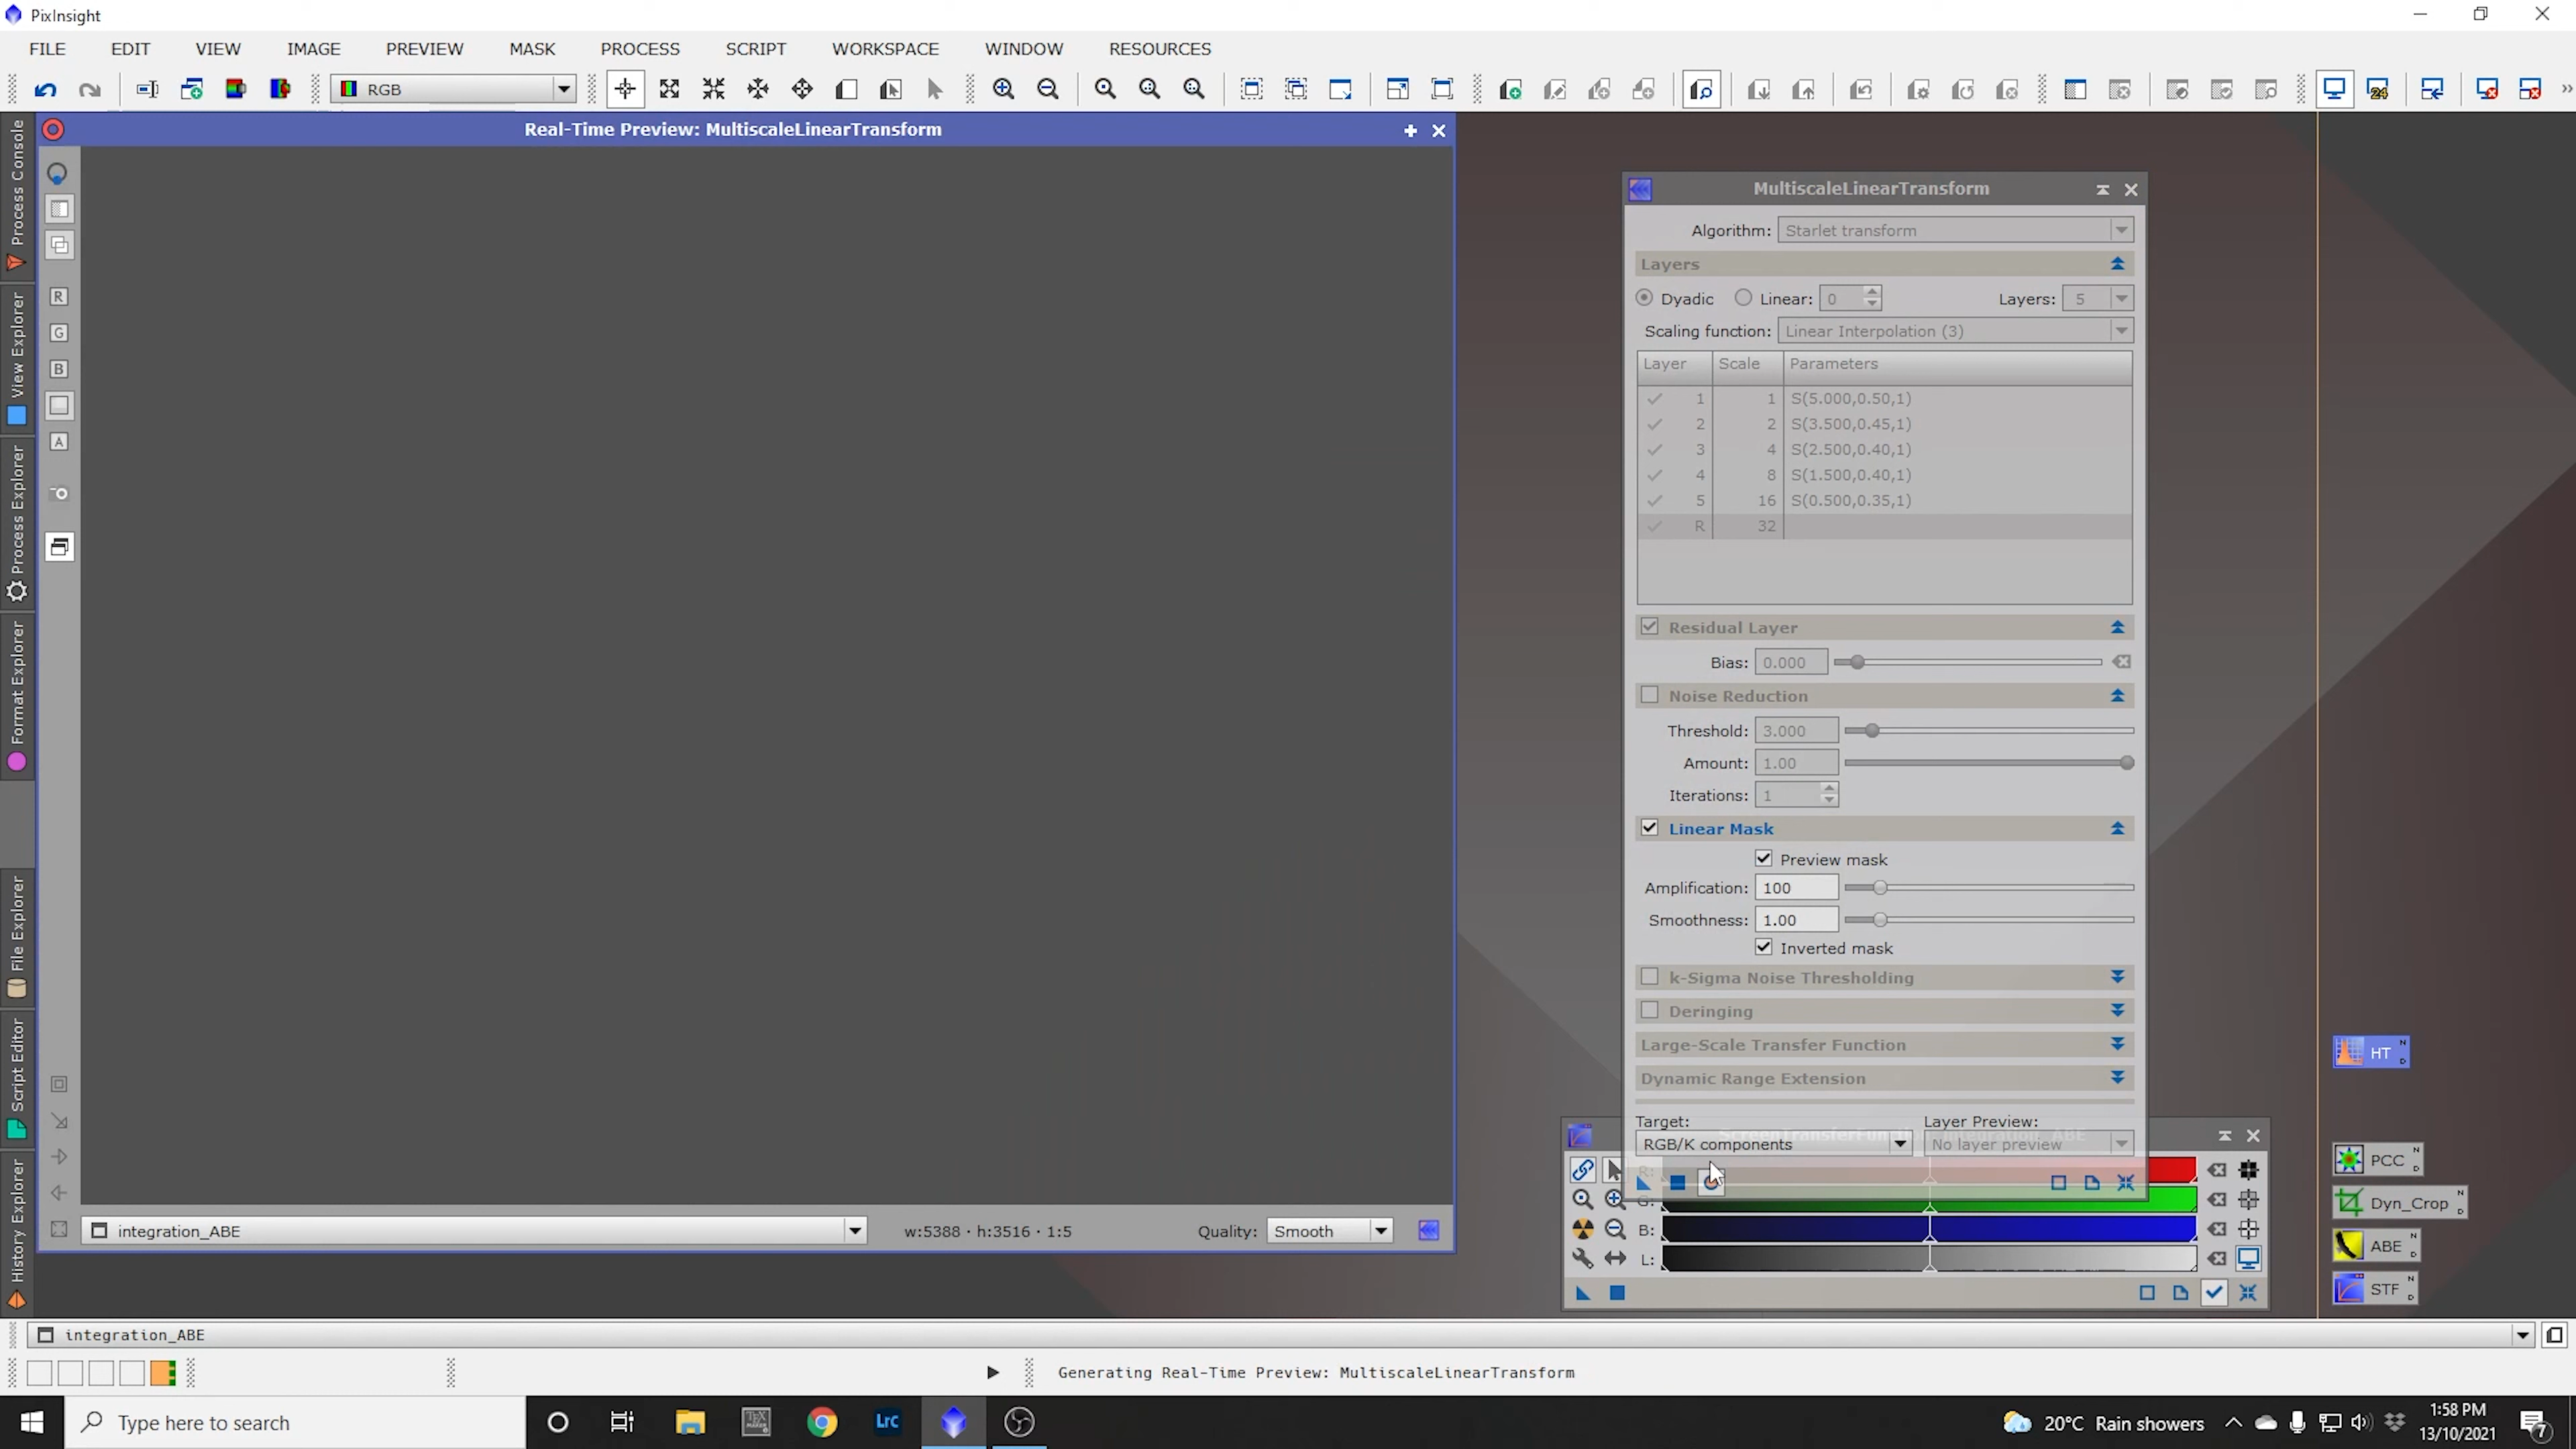 PixInsight
FILE EDIT VIEW IMAGE PREVIEW MASK PROCESS SCRIPT WORKSPACE WINDOW RESOURCES
RGB
24
Process Console
View Explorer
Process Explorer
Format Explorer
File Explorer
Script Editor
History Explorer
Real-Time Preview: MultiscaleLinearTransform
R
G
B
A
integration_ABE
w:5388 · h:3516 · 1:5
Quality: Smooth
MultiscaleLinearTransform
Algorithm: Starlet transform
Layers
Dyadic Linear: 0 Layers: 5
Scaling function: Linear Interpolation (3)
Layer Scale Parameters
1 1 S(5.000,0.50,1)
2 2 S(3.500,0.45,1)
3 4 S(2.500,0.40,1)
4 8 S(1.500,0.40,1)
5 16 S(0.500,0.35,1)
R 32
Residual Layer
Bias: 0.000
Noise Reduction
Threshold: 3.000
Amount: 1.00
Iterations: 1
Linear Mask
Preview mask
Amplification: 100
Smoothness: 1.00
Inverted mask
k-Sigma Noise Thresholding
Deringing
Large-Scale Transfer Function
Dynamic Range Extension
Target: Layer Preview:
RGB/K components No layer preview
R:
G:
B:
L:
HT N D
PCC N D
Dyn_Crop N D
ABE N D
STF N D
integration_ABE
Generating Real-Time Preview: MultiscaleLinearTransform
Type here to search
TEX MAKER
LrC
20°C Rain showers
1:58 PM
13/10/2021
7